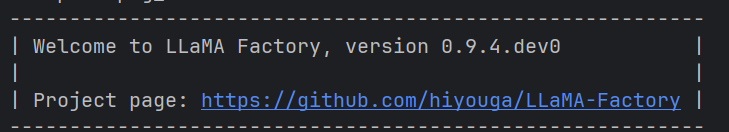 ----------------------------------------------------------
| Welcome to LLaMA Factory, version 0.9.4.dev0           |
|                                                        |
| Project page: https://github.com/hiyouga/LLaMA-Factory |
----------------------------------------------------------